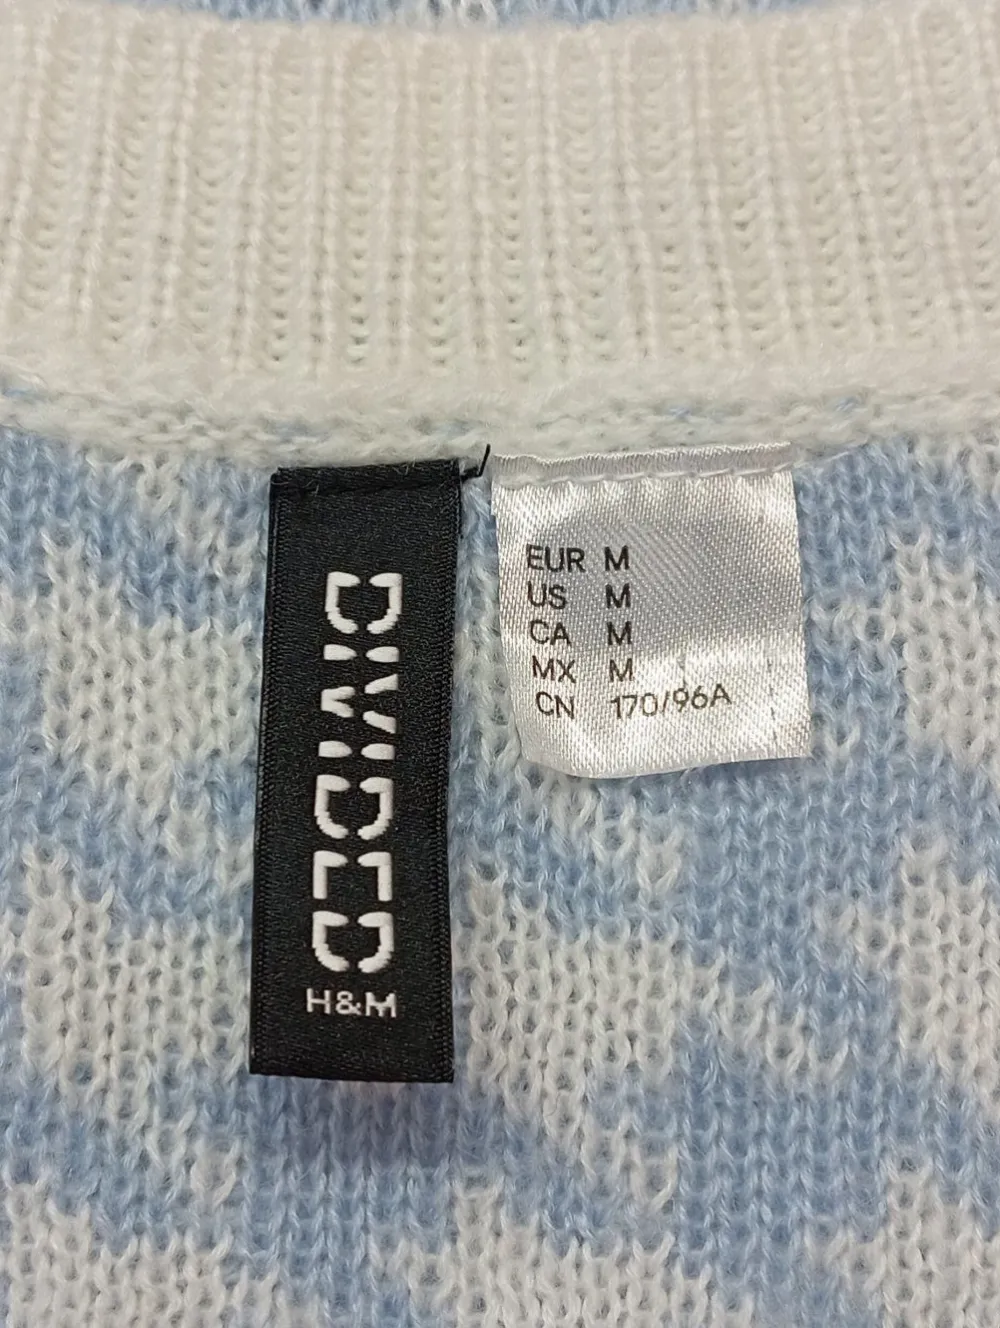 DIVIDED
H&M
EUR M
US M
CA M
MX M
CN 170/96A